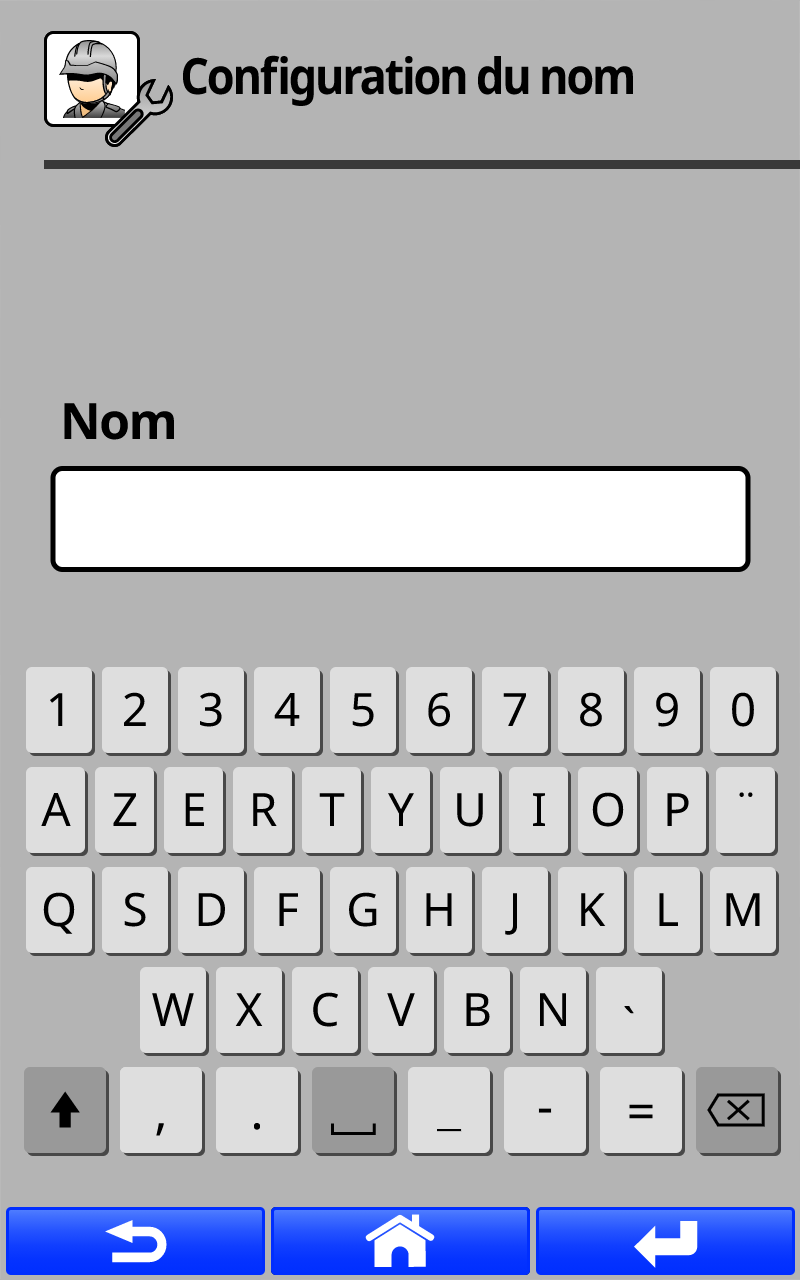 Configuration du nom
Nom
1 2 3 4 5 6 7 8 9 0
A Z E R T Y U I O P ¨
Q S D F G H J K L M
W X C V B N `
, . _ - =